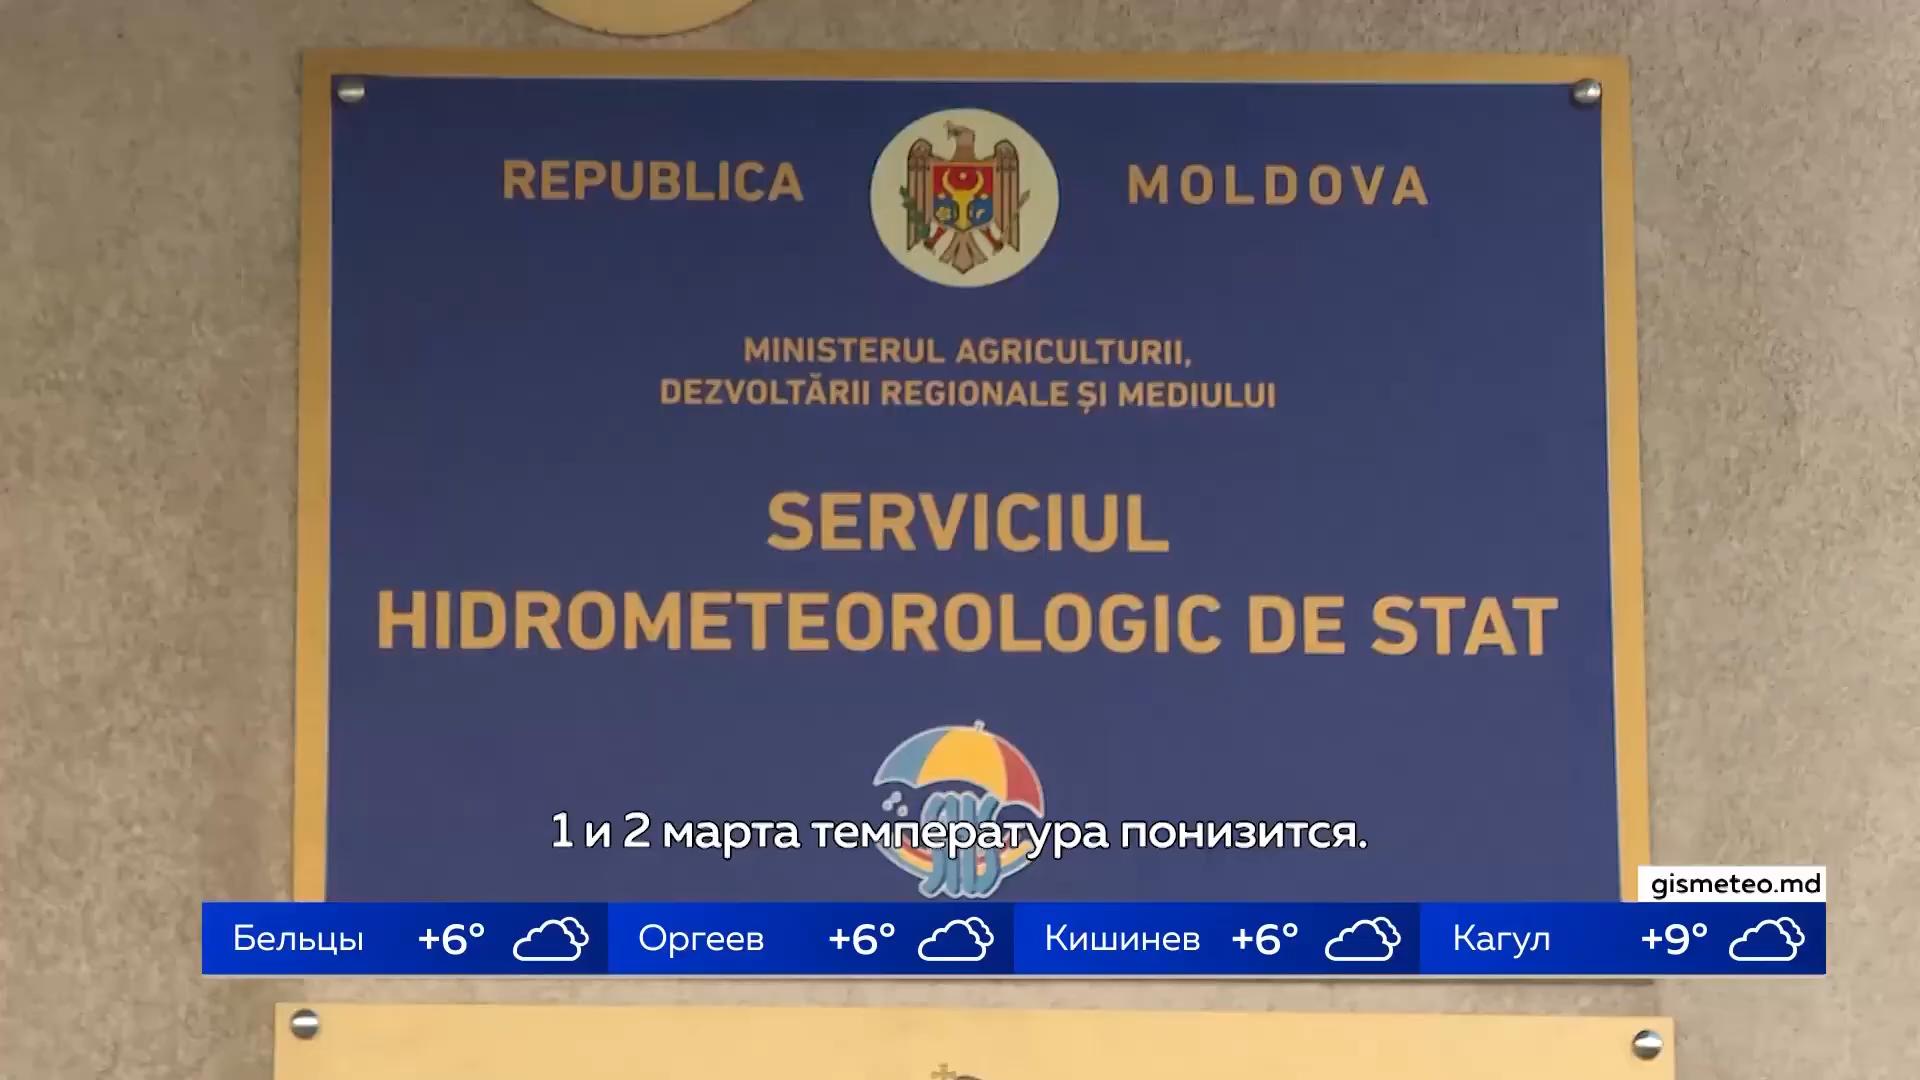 REPUBLICA MOLDOVA
MINISTERUL AGRICULTURII,
DEZVOLTĂRII REGIONALE ȘI MEDIULUI
SERVICIUL
HIDROMETEOROLOGIC DE STAT
SHS
1 и 2 марта температура понизится.
gismeteo.md
Бельцы +6° Оргеев +6° Кишинев +6° Кагул +9°